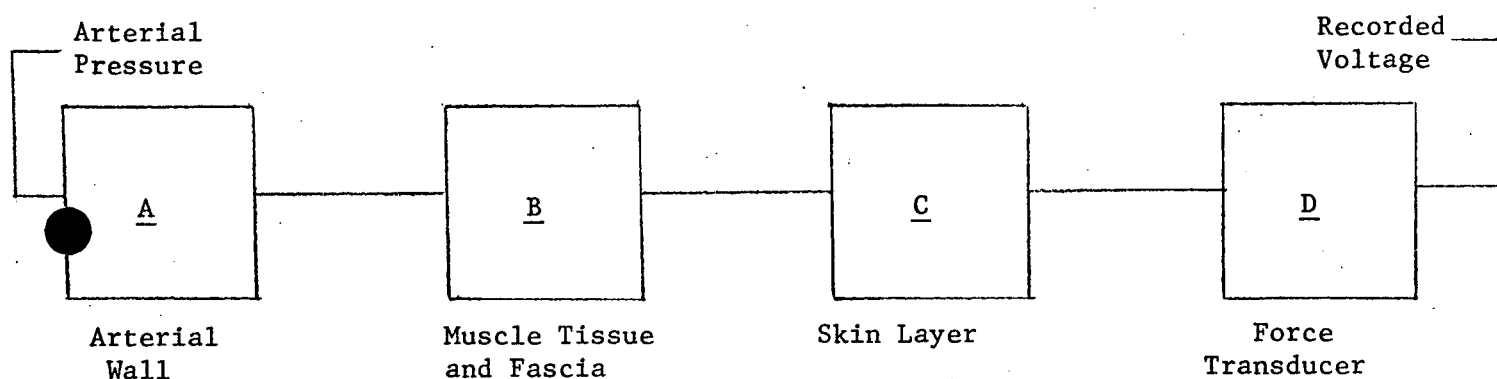 Arterial
Pressure
Recorded
Voltage
A
B
C
D
Arterial
Wall
Muscle Tissue
and Fascia
Skin Layer
Force
Transducer